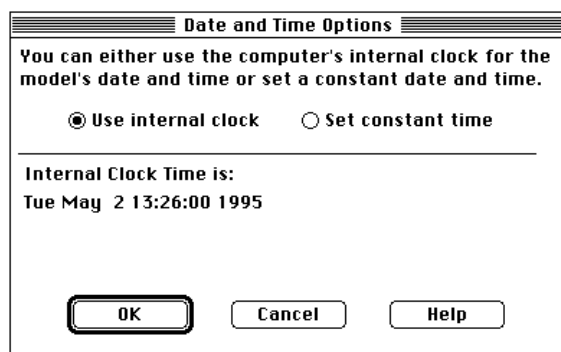 Date and Time Options
You can either use the computer's internal clock for the
model's date and time or set a constant date and time.
Use internal clock Set constant time
Internal Clock Time is:
Tue May  2 13:26:00 1995
OK Cancel Help